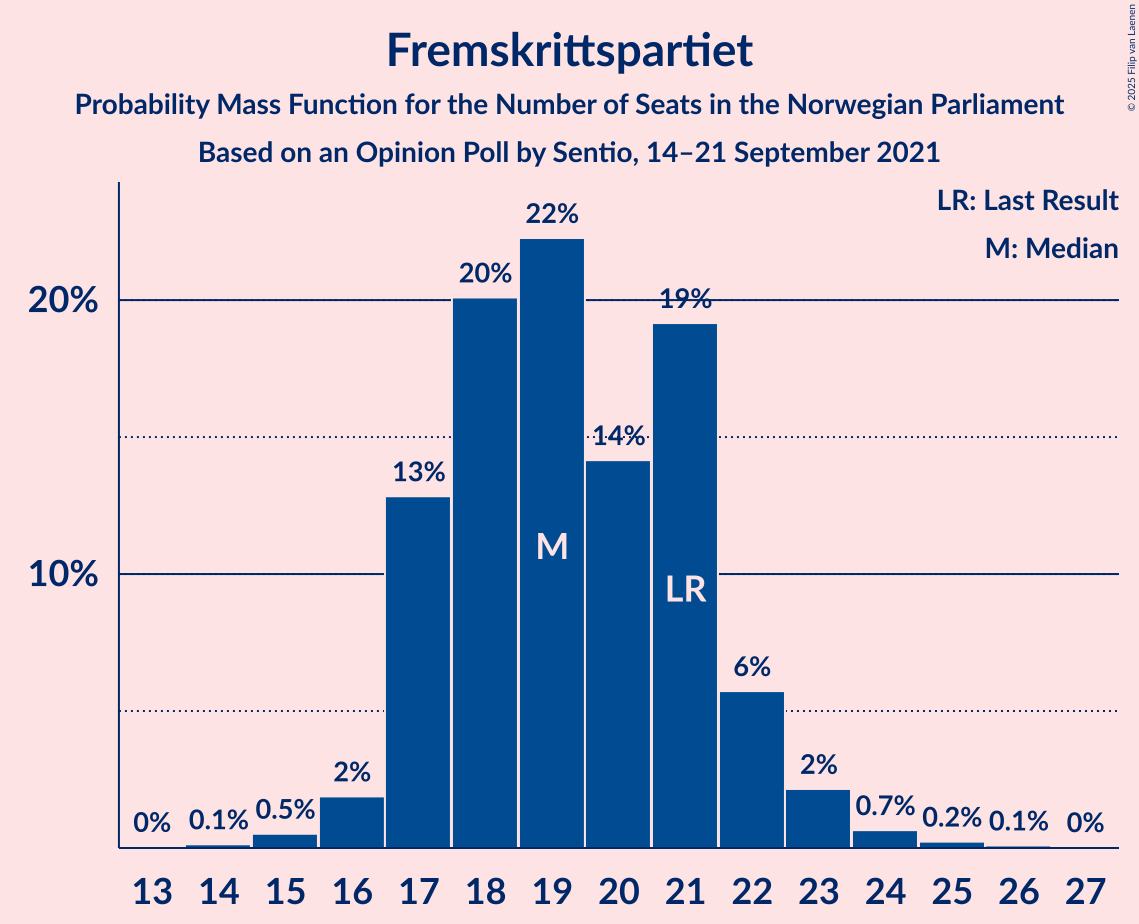 Fremskrittspartiet
Probability Mass Function for the Number of Seats in the Norwegian Parliament
Based on an Opinion Poll by Sentio, 14–21 September 2021
© 2025 Filip van Laenen
LR: Last Result
M: Median
20%
10%
0%
0.1%
0.5%
2%
13%
20%
22%
14%
19%
6%
2%
0.7%
0.2%
0.1%
0%
M
LR
13 14 15 16 17 18 19 20 21 22 23 24 25 26 27